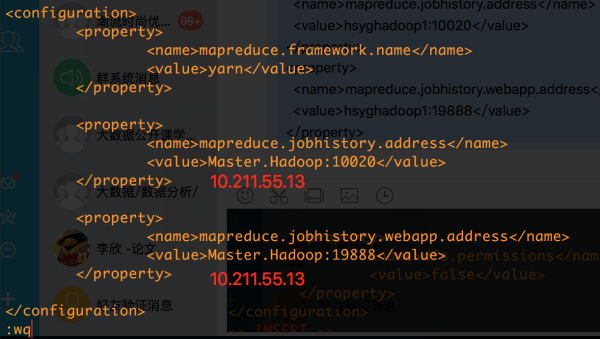 <configuration>
<property>
<name>mapreduce.framework.name</name>
<value>yarn</value>
</property>
<property>
<name>mapreduce.jobhistory.address</name>
<value>Master.Hadoop:10020</value>
</property> 10.211.55.13
<property>
<name>mapreduce.jobhistory.webapp.address</name>
<value>Master.Hadoop:19888</value>
</property> 10.211.55.13
</configuration>
:wq
潮流时尚优...
99+
群系统消息
大数据公开课学...
大数据/数据分析/
李欣 -论文
好友验证消息
<name>mapreduce.jobhistory.address</name>
<value>hsyghadoop1:10020</value>
</property>
property>
<name>mapreduce.jobhistory.webapp.address</
<value>hsyghadoop1:19888</value>
</property>
.permissions</name
<value>false</value>
</property>
</configuration>
INSERT